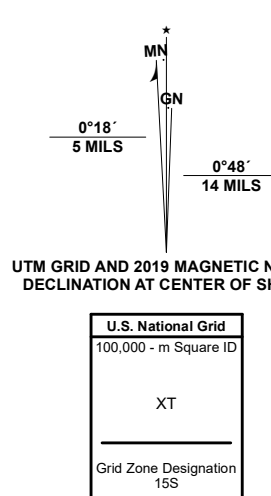 ★
MN
GN
0°18´
5 MILS
0°48´
14 MILS
UTM GRID AND 2019 MAGNETIC N
DECLINATION AT CENTER OF SH
U.S. National Grid
100,000 - m Square ID
XT
Grid Zone Designation
15S